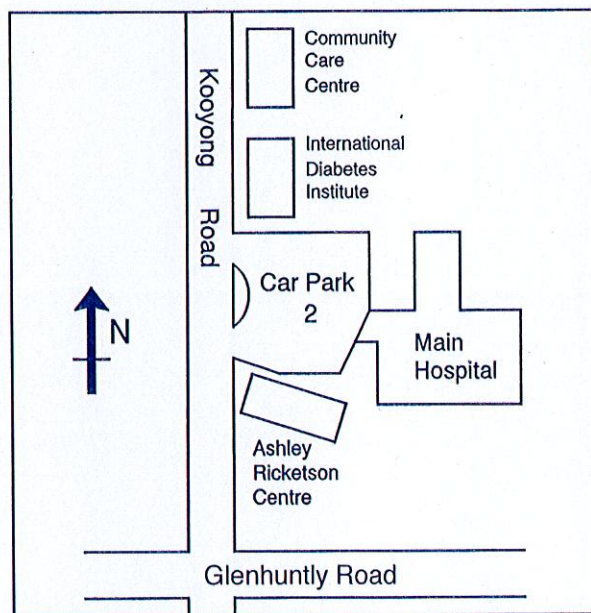 Community
Care
Centre
Kooyong Road
International
Diabetes
Institute
Car Park
2
N
Main
Hospital
Ashley
Ricketson
Centre
Glenhuntly Road